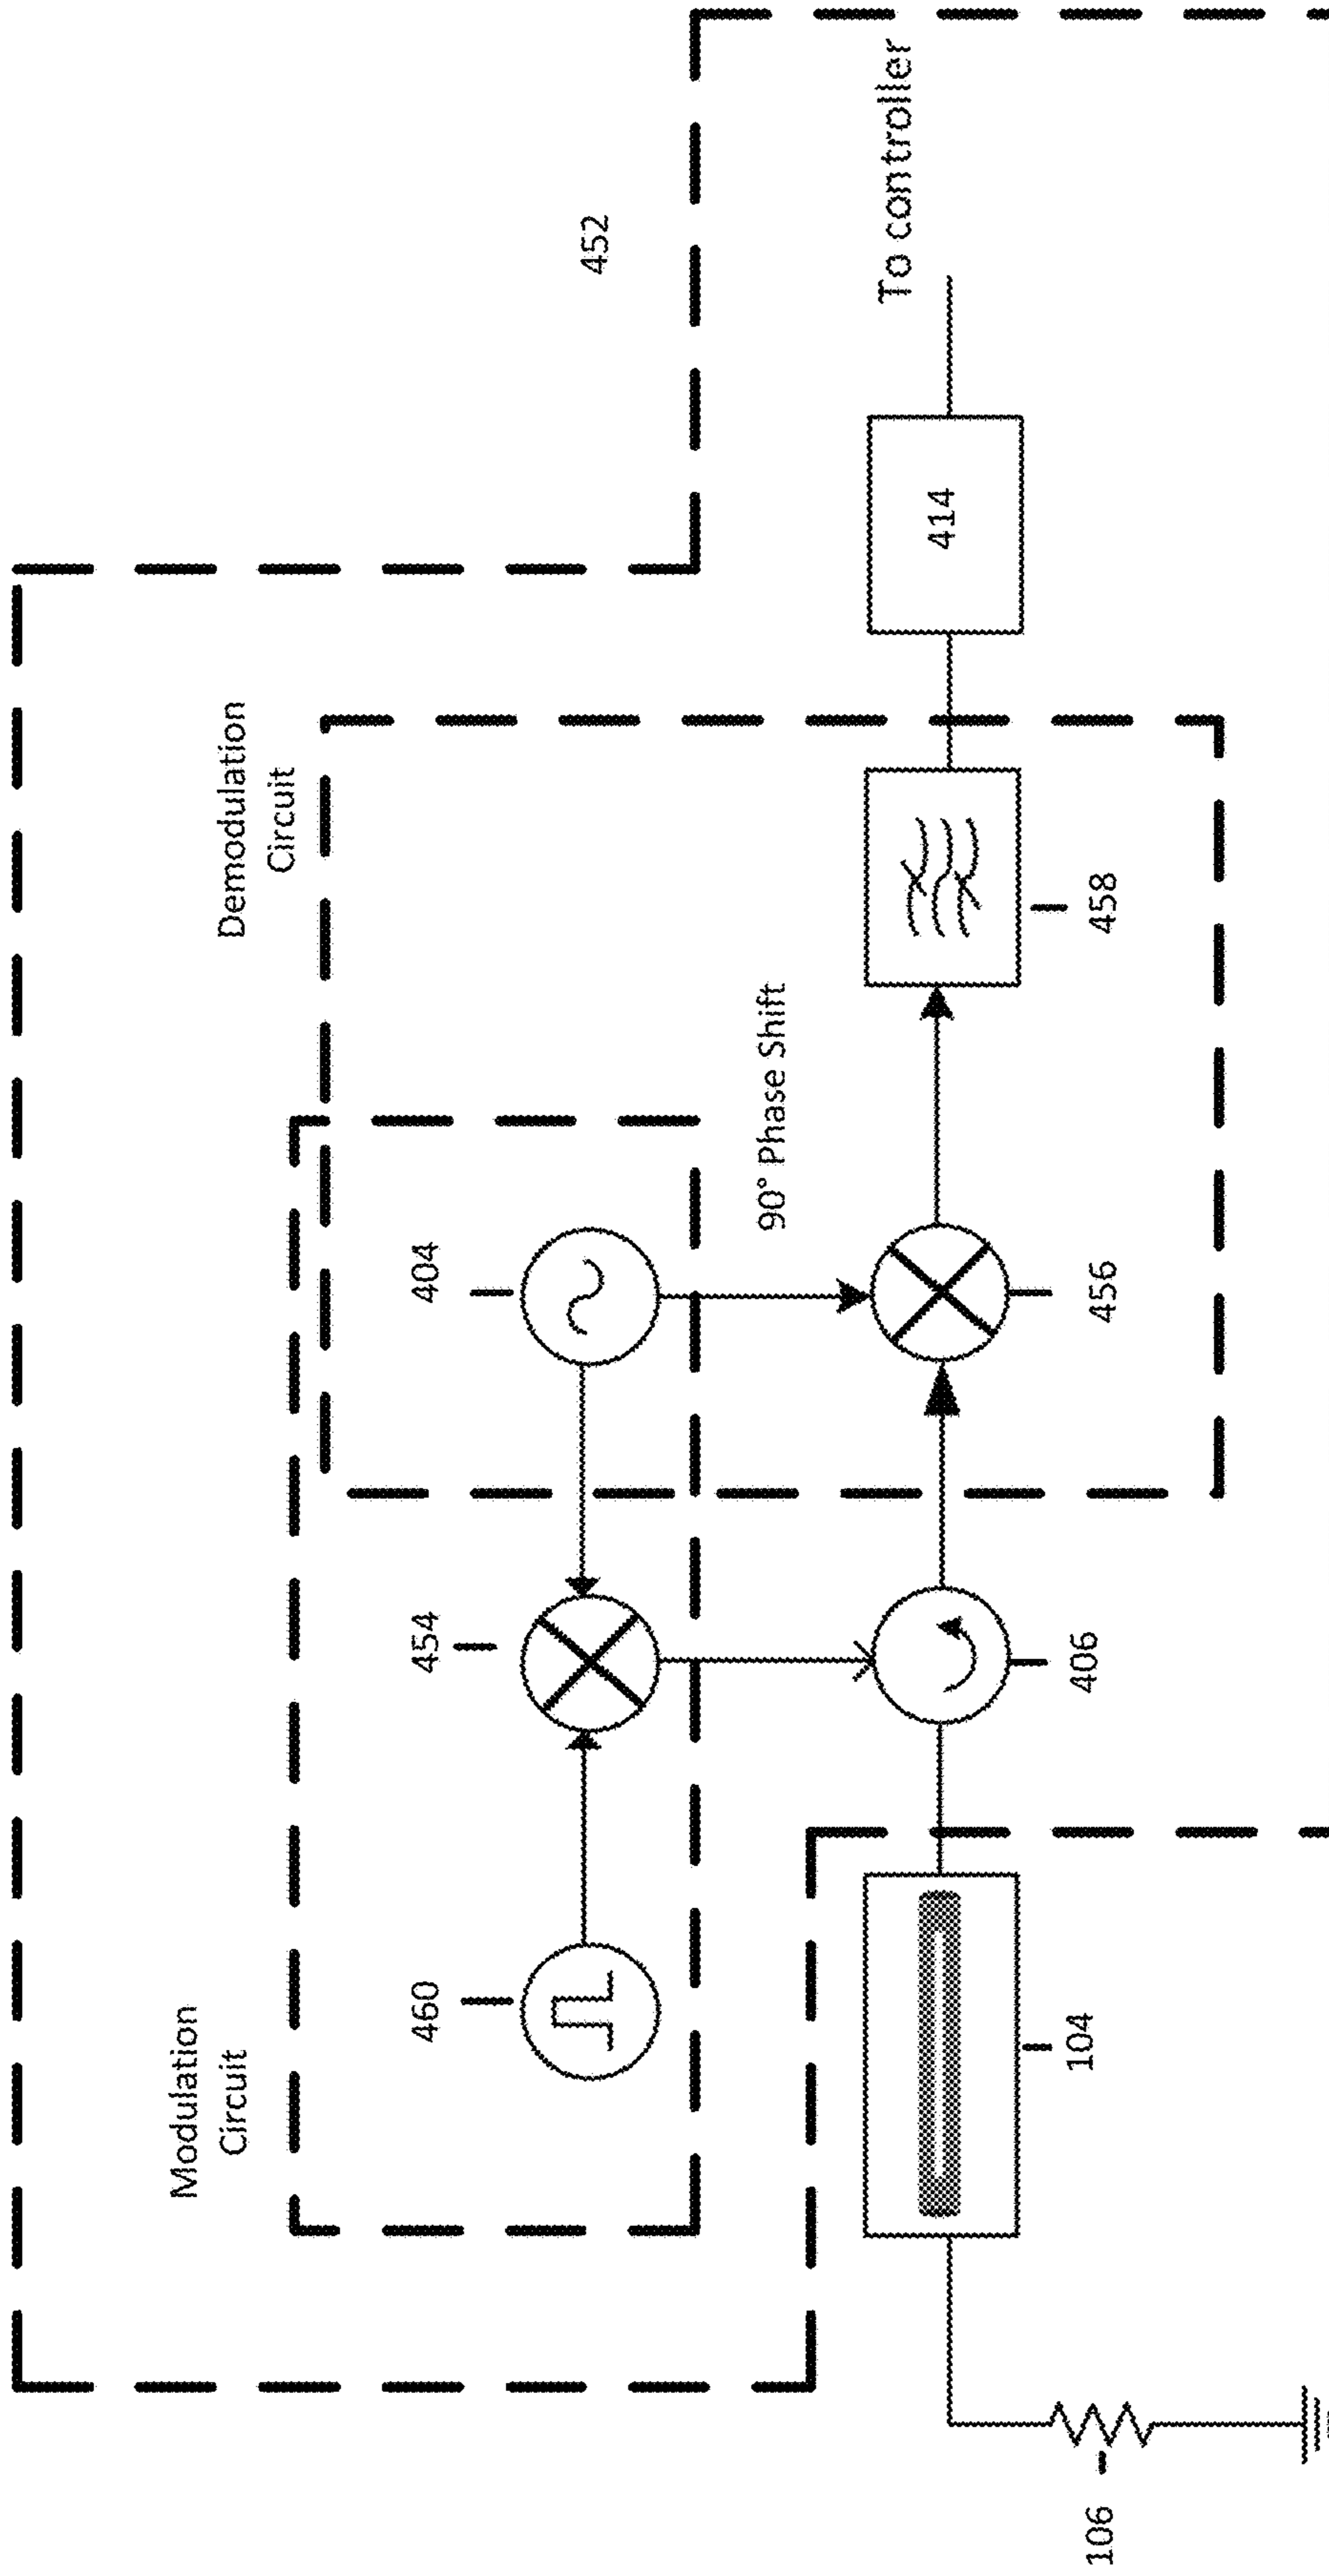 452
Modulation
Circuit
Demodulation
Circuit
460
454
404
90° Phase Shift
To controller
414
104
406
456
458
106